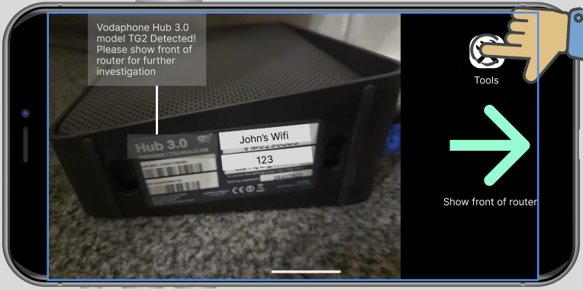 Vodaphone Hub 3.0
model TG2 Detected!
Please show front of
router for further
investigation
Tools
Hub 3.0
John's Wifi
123
Show front of router